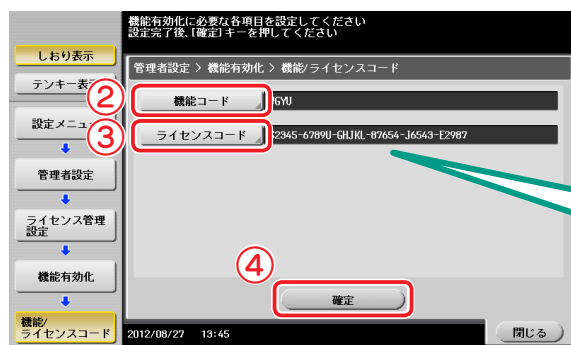 機能有効化に必要な各項目を設定してください
設定完了後、[確定]キーを押してください
しおり表示
テンキー表示
管理者設定 > 機能有効化 > 機能/ライセンスコード
② 機能コード
設定メニュー
③ ライセンスコード 2345-6789U-GHJKL-87654-J6543-E2987
管理者設定
ライセンス管理
設定
機能有効化
④
確定
機能/
ライセンスコード
2012/08/27 13:45
閉じる